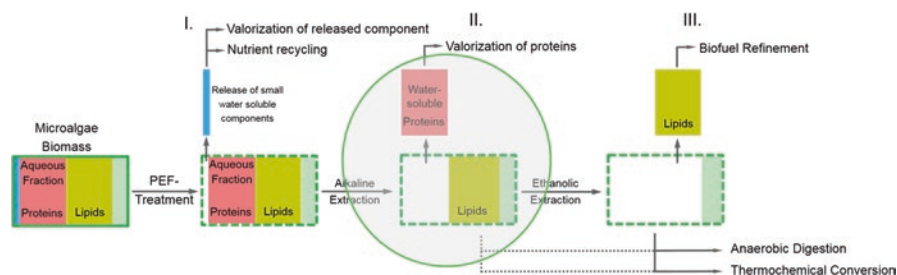 I.
Valorization of released component
Nutrient recycling
Release of small
water soluble
components
II.
Valorization of proteins
Water-
soluble
Proteins
III.
Biofuel Refinement
Lipids
Microalgae
Biomass
Aqueous
Fraction
Proteins Lipids
PEF-
Treatment
Aqueous
Fraction
Proteins Lipids
Alkaline
Extraction
Lipids
Ethanolic
Extraction
Anaerobic Digestion
Thermochemical Conversion